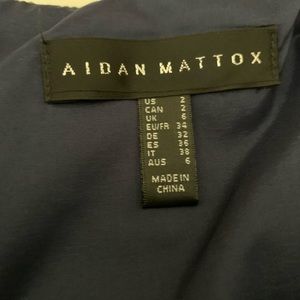 AIDAN MATTOX
US 2
CAN 2
UK 6
EU/FR 34
DE 32
ES 36
IT 38
AUS 6
MADE IN
CHINA